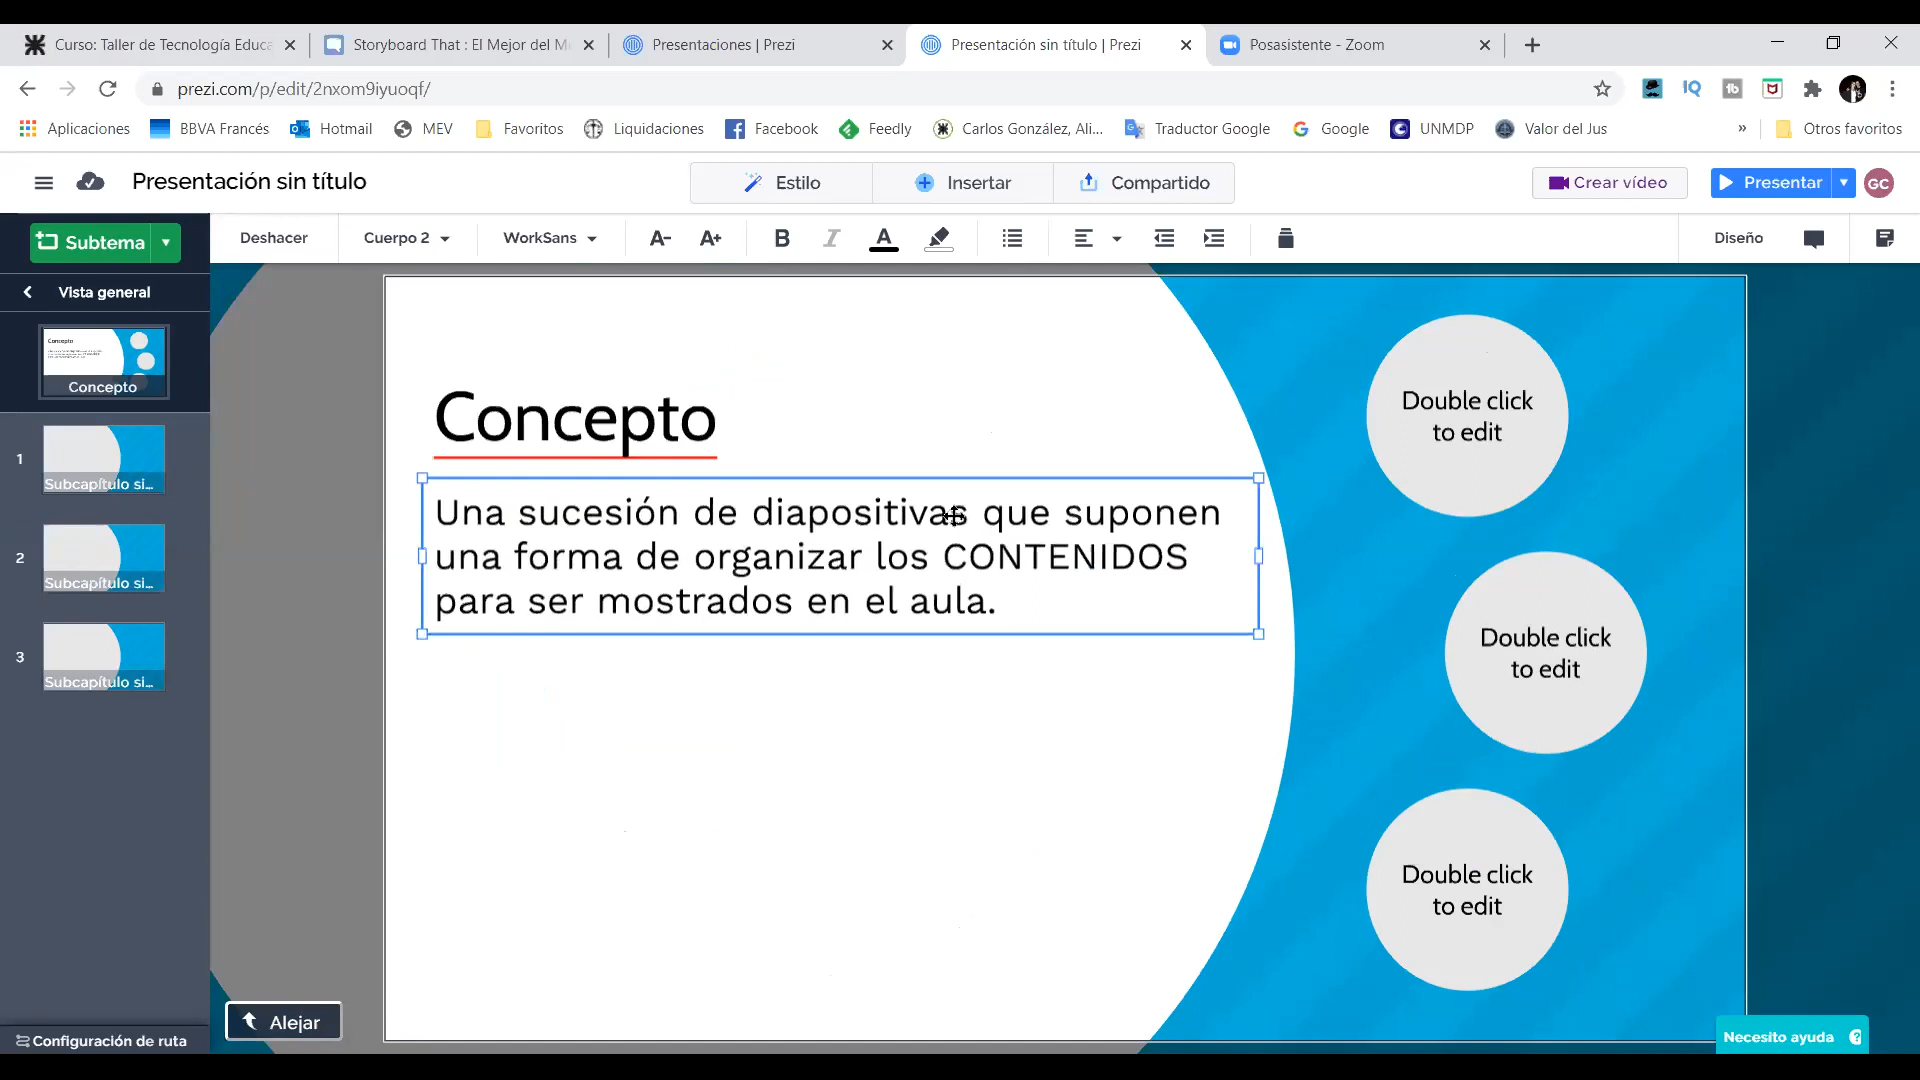 Curso: Taller de Tecnología Educa
Storyboard That : El Mejor del M
Presentaciones | Prezi
Presentación sin título | Prezi
Posasistente - Zoom
prezi.com/p/edit/2nxom9iyuoqf/
Aplicaciones
BBVA Francés
Hotmail
MEV
Favoritos
Liquidaciones
Facebook
Feedly
Carlos González, Ali...
Traductor Google
Google
UNMDP
Valor del Jus
»
Otros favoritos
Presentación sin título
Estilo
Insertar
Compartido
Crear vídeo
Presentar
GC
Subtema
Deshacer
Cuerpo 2
WorkSans
A-
A+
B
I
A
Diseño
Vista general
Concepto
Concepto
1
Subcapítulo si...
2
Subcapítulo si...
3
Subcapítulo si...
Configuración de ruta
Concepto
Una sucesión de diapositivas que suponen
una forma de organizar los CONTENIDOS
para ser mostrados en el aula.
Double click
to edit
Double click
to edit
Double click
to edit
Alejar
Necesito ayuda